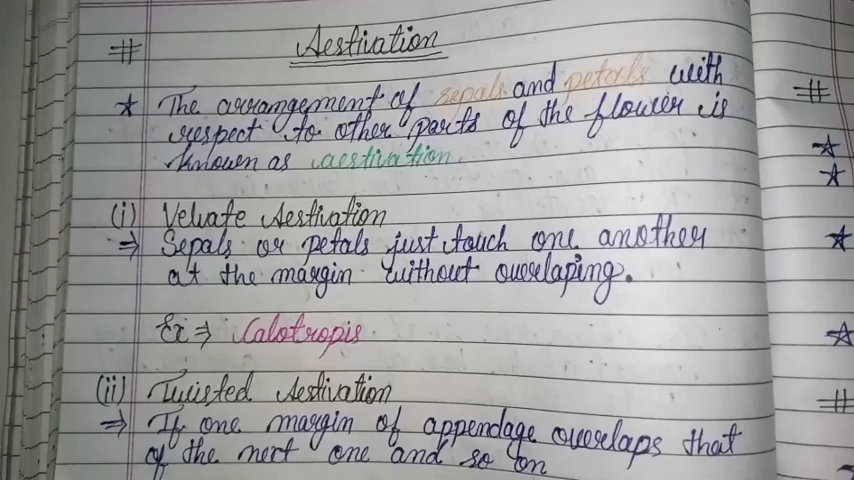 # Aestivation
* The arrangement of sepals and petals with
respect to other parts of the flower is
known as aestivation.
(i) Velvate Aestivation
⇒ Sepals or petals just touch one another
at the margin without overlaping.
Ex ⇒ Calotropis
(ii) Twisted Aestivation
⇒ If one margin of appendage overlaps that
of the next one and so on